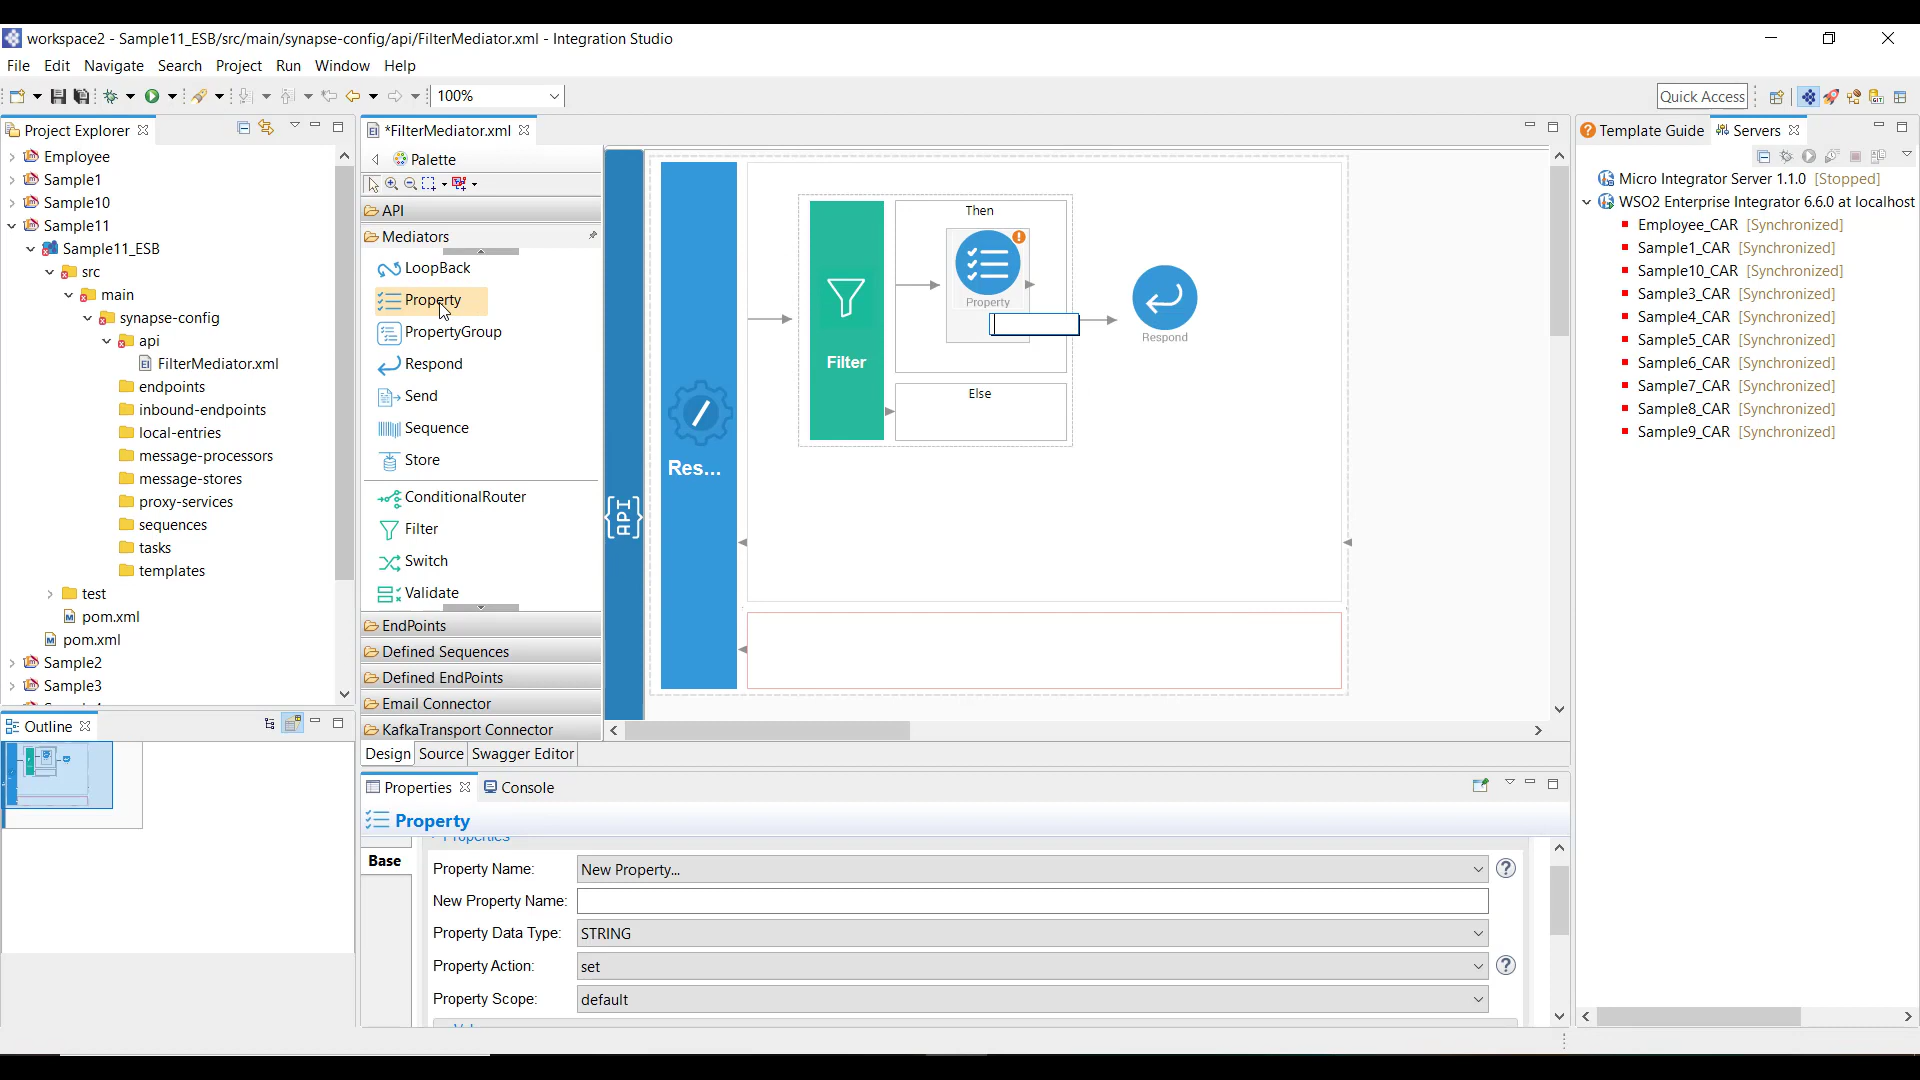 workspace2 - Sample11_ESB/src/main/synapse-config/api/FilterMediator.xml - Integration Studio
File Edit Navigate Search Project Run Window Help
100%
Quick Access
Project Explorer
Employee
Sample1
Sample10
Sample11
Sample11_ESB
src
main
synapse-config
api
FilterMediator.xml
endpoints
inbound-endpoints
local-entries
message-processors
message-stores
proxy-services
sequences
tasks
templates
test
pom.xml
pom.xml
Sample2
Sample3
Outline
*FilterMediator.xml
Palette
API
Mediators
LoopBack
Property
PropertyGroup
Respond
Send
Sequence
Store
ConditionalRouter
Filter
Switch
Validate
EndPoints
Defined Sequences
Defined EndPoints
Email Connector
KafkaTransport Connector
{API}
Res...
Filter
Then
Property
Else
Respond
Design Source Swagger Editor
Properties Console
Property
Properties
Base
Property Name: New Property...
New Property Name:
Property Data Type: STRING
Property Action: set
Property Scope: default
Template Guide Servers
Micro Integrator Server 1.1.0 [Stopped]
WSO2 Enterprise Integrator 6.6.0 at localhost
Employee_CAR [Synchronized]
Sample1_CAR [Synchronized]
Sample10_CAR [Synchronized]
Sample3_CAR [Synchronized]
Sample4_CAR [Synchronized]
Sample5_CAR [Synchronized]
Sample6_CAR [Synchronized]
Sample7_CAR [Synchronized]
Sample8_CAR [Synchronized]
Sample9_CAR [Synchronized]